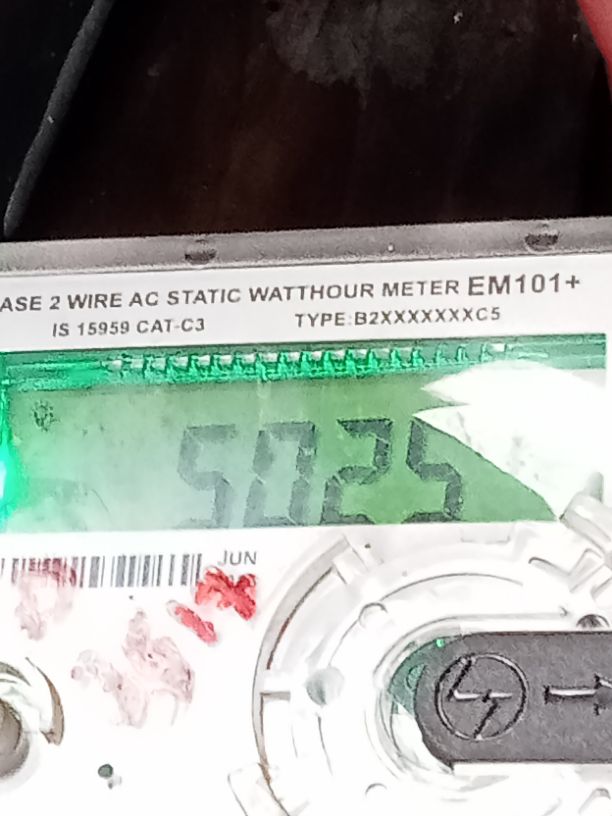 ASE 2 WIRE AC STATIC WATTHOUR METER EM101+
IS 15959 CAT-C3 TYPE:B2XXXXXXXC5
5025
JUN